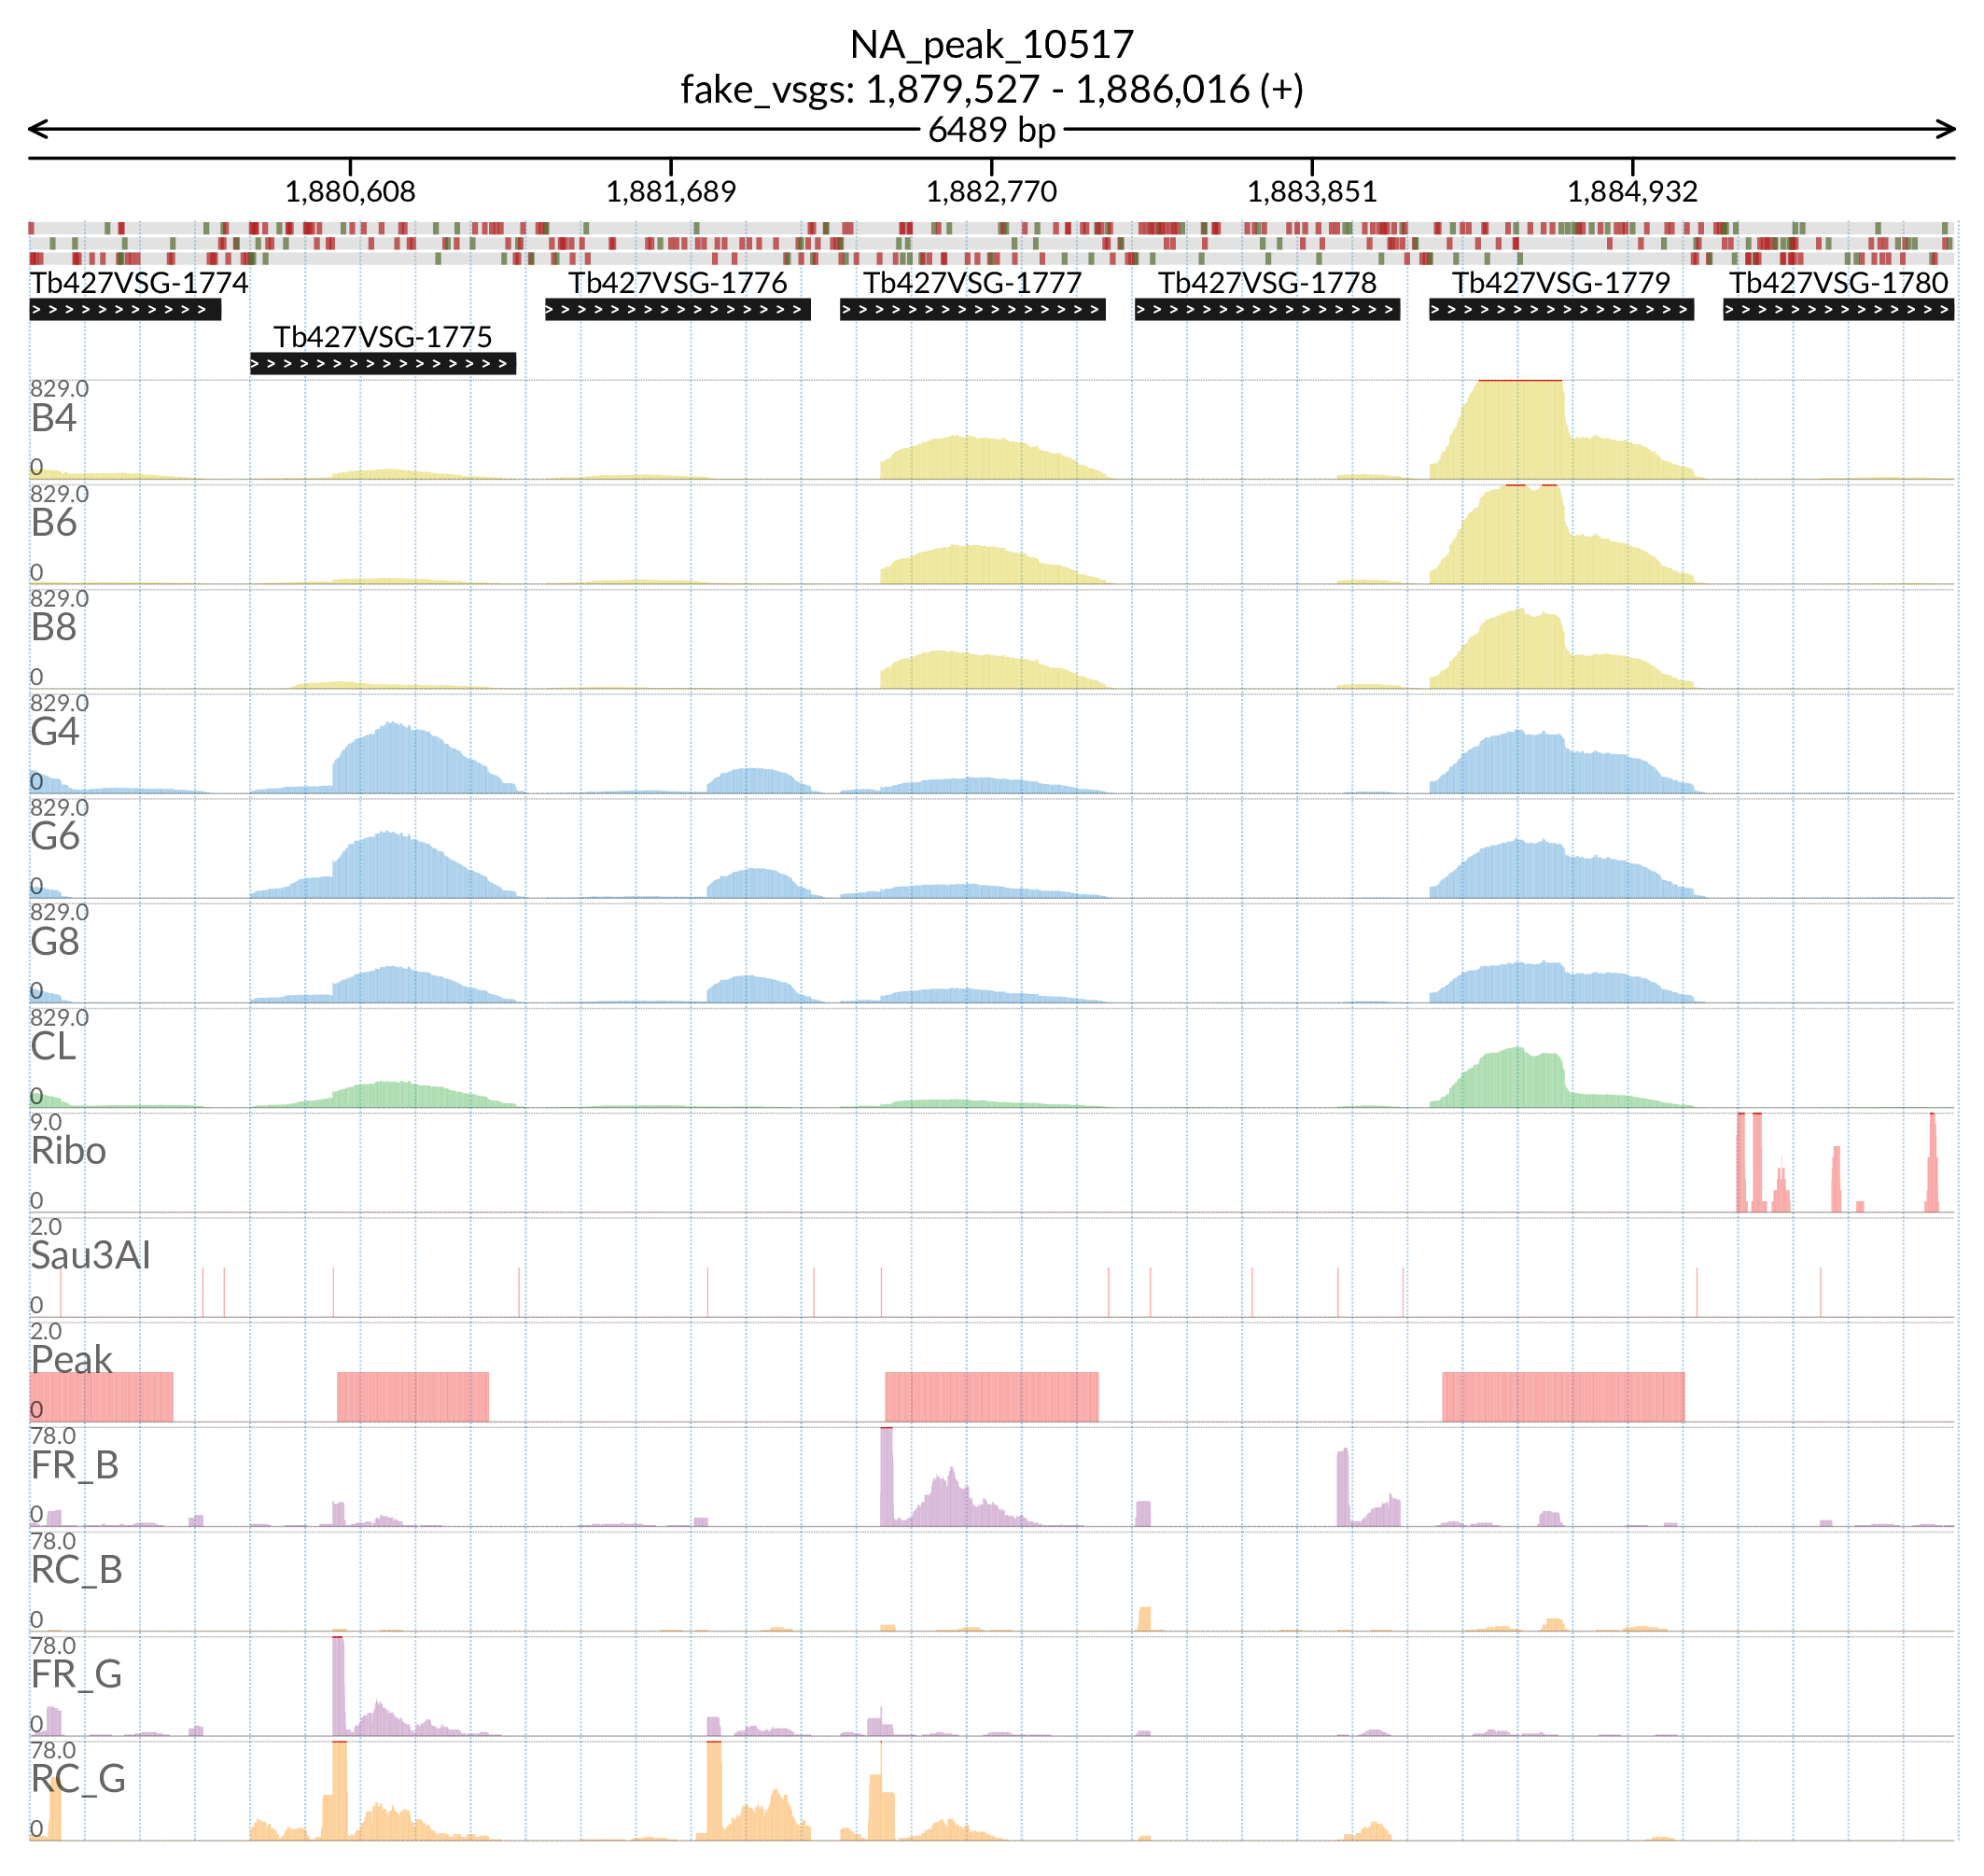 NA_peak_10517
fake_vsgs: 1,879,527 - 1,886,016 (+)
6489 bp
1,880,608 1,881,689 1,882,770 1,883,851 1,884,932
Tb427VSG-1774 Tb427VSG-1776 Tb427VSG-1777 Tb427VSG-1778 Tb427VSG-1779 Tb427VSG-1780
Tb427VSG-1775
829.0
B4
0
829.0
B6
0
829.0
B8
0
829.0
G4
0
829.0
G6
0
829.0
G8
0
829.0
CL
0
9.0
Ribo
0
2.0
Sau3AI
0
2.0
Peak
0
78.0
FR_B
0
78.0
RC_B
0
78.0
FR_G
0
78.0
RC_G
0